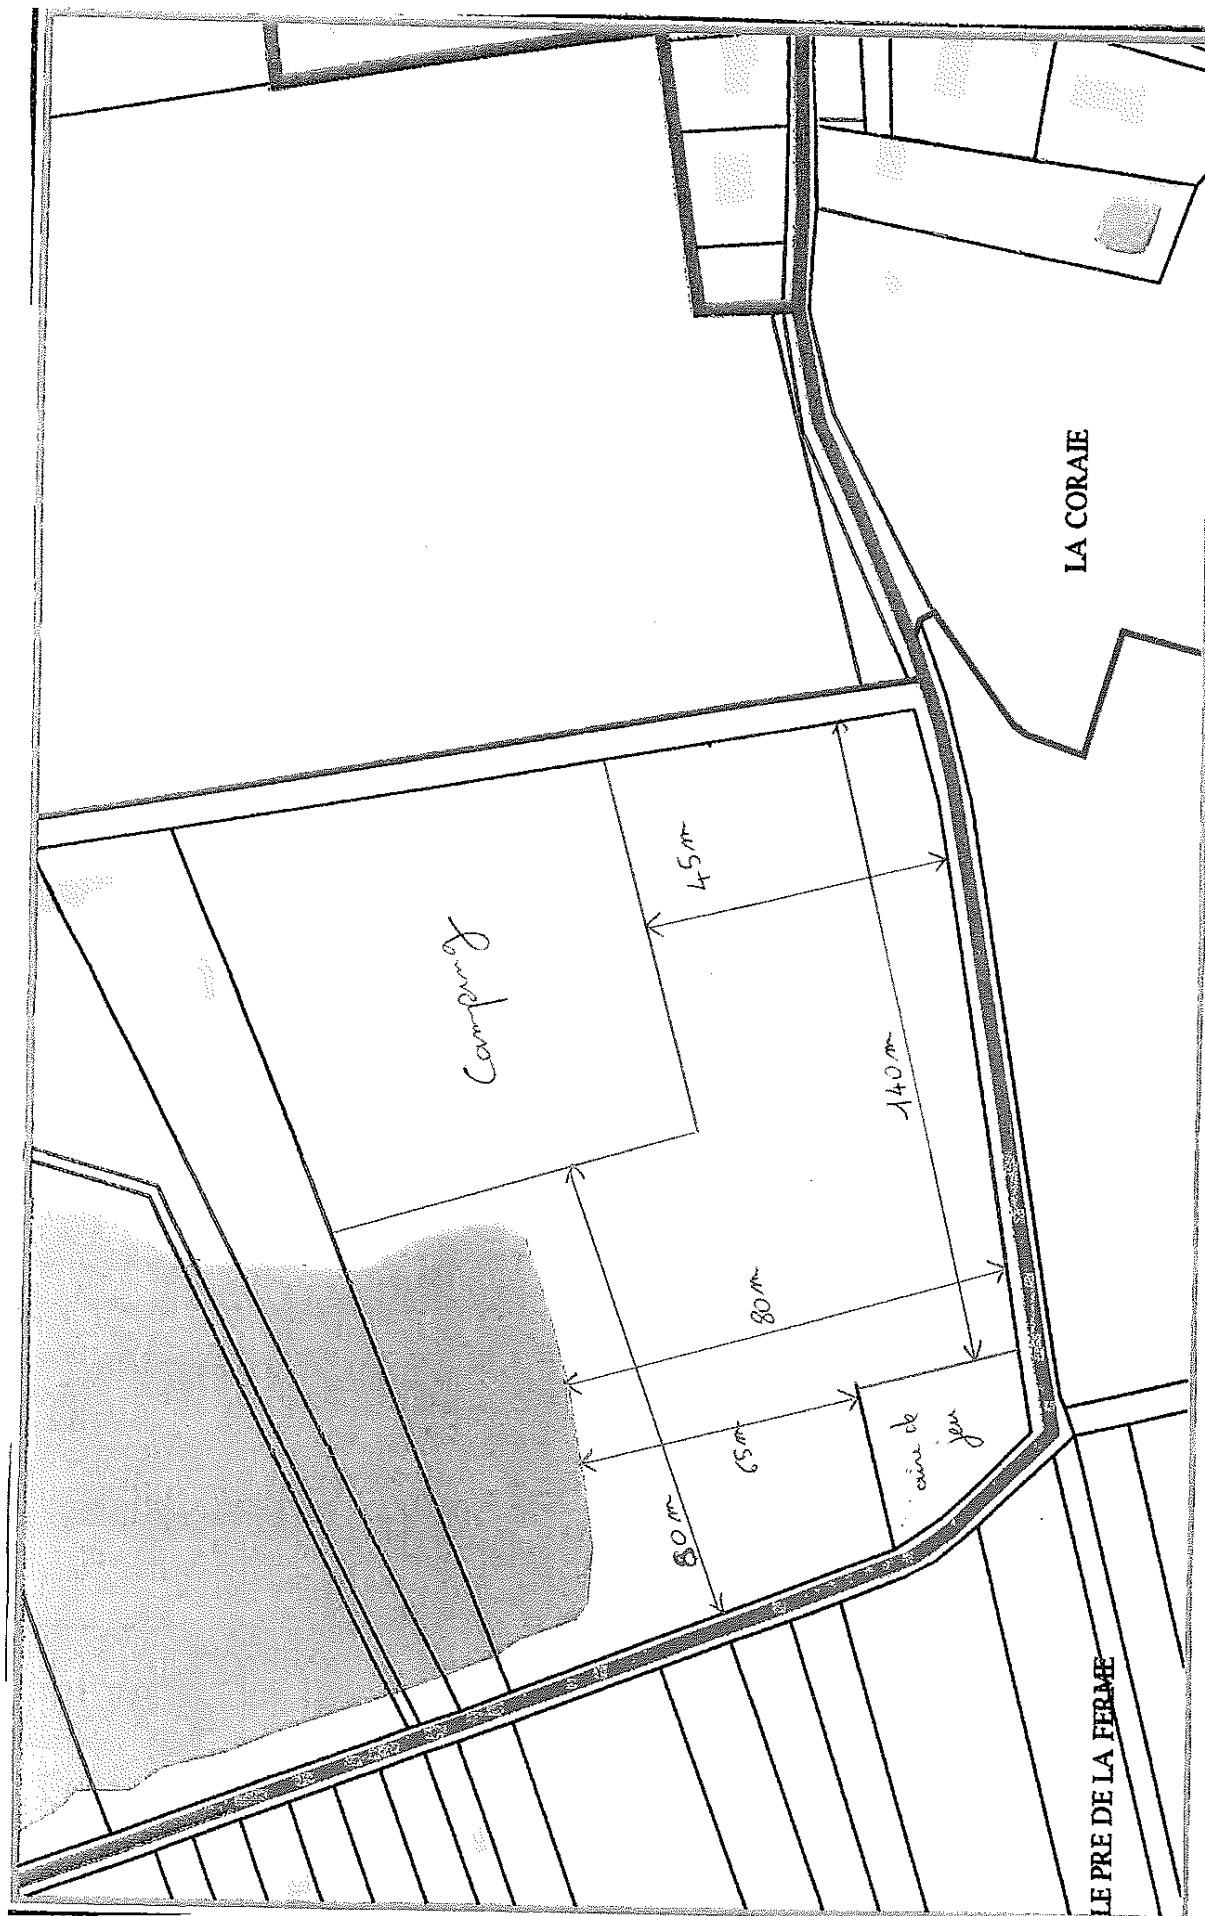 LA CORAIE
Camping
45m
140m
80m
65m
80m
aire de
jeu
LE PRE DE LA FERME